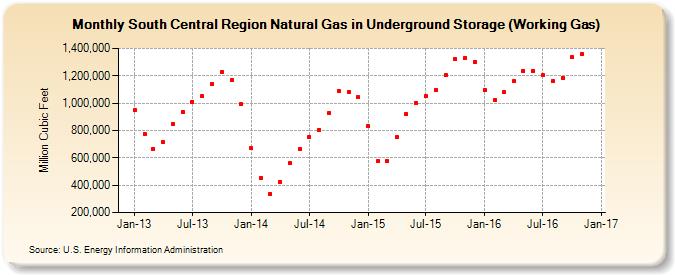 Monthly South Central Region Natural Gas in Underground Storage (Working Gas)
Million Cubic Feet
1,400,000
1,200,000
1,000,000
800,000
600,000
400,000
200,000
Jan-13 Jul-13 Jan-14 Jul-14 Jan-15 Jul-15 Jan-16 Jul-16 Jan-17
Source: U.S. Energy Information Administration